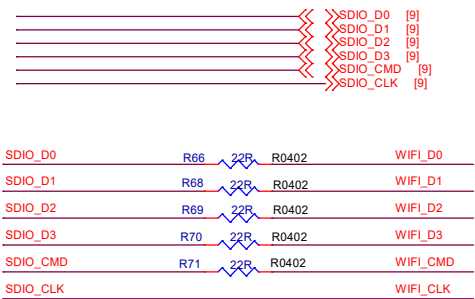 SDIO_D0 [9]
SDIO_D1 [9]
SDIO_D2 [9]
SDIO_D3 [9]
SDIO_CMD [9]
SDIO_CLK [9]
SDIO_D0 R66 22R R0402 WIFI_D0
SDIO_D1 R68 22R R0402 WIFI_D1
SDIO_D2 R69 22R R0402 WIFI_D2
SDIO_D3 R70 22R R0402 WIFI_D3
SDIO_CMD R71 22R R0402 WIFI_CMD
SDIO_CLK WIFI_CLK